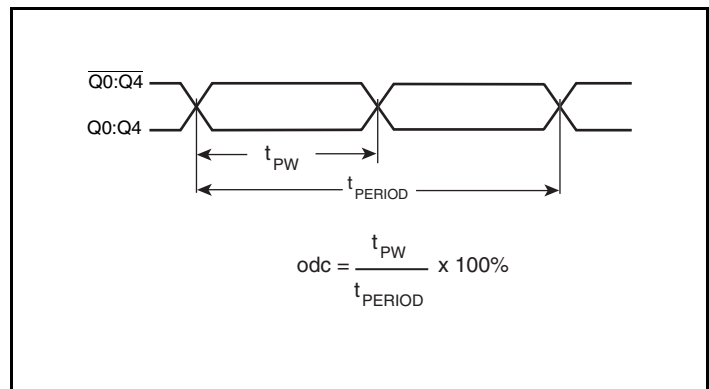 Q0:Q4
Q0:Q4
tPW
tPERIOD
odc = tPW / tPERIOD x 100%